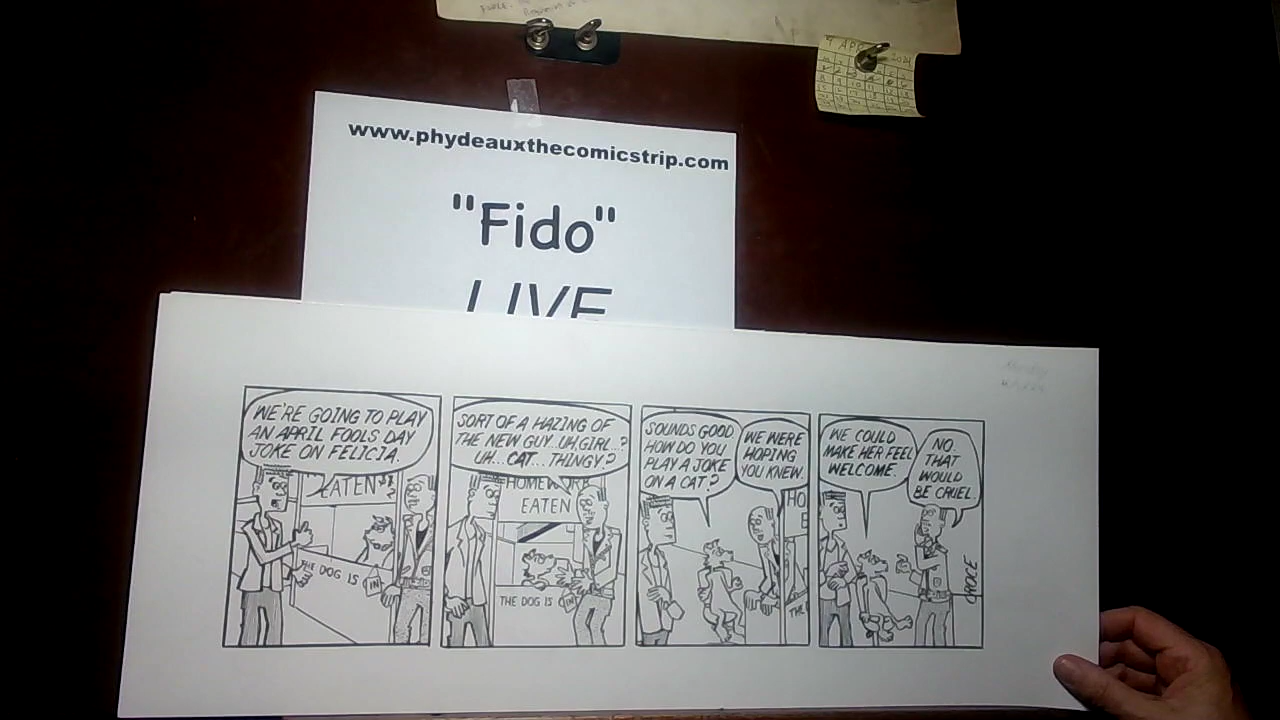 www.phydeauxthecomicstrip.com
"Fido"
LIVE
WE'RE GOING TO PLAY
AN APRIL FOOLS DAY
JOKE ON FELICIA.
EATEN
THE DOG IS IN
SORT OF A HAZING OF
THE NEW GUY...UH, GIRL..?
UH...CAT...THINGY?
HOMEWORK
EATEN
THE DOG IS IN
SOUNDS GOOD
HOW DO YOU
PLAY A JOKE
ON A CAT?
WE WERE
HOPING
YOU KNEW.
HO
E
THE
WE COULD
MAKE HER FEEL
WELCOME.
NO.
THAT
WOULD
BE CRUEL.
CROCE